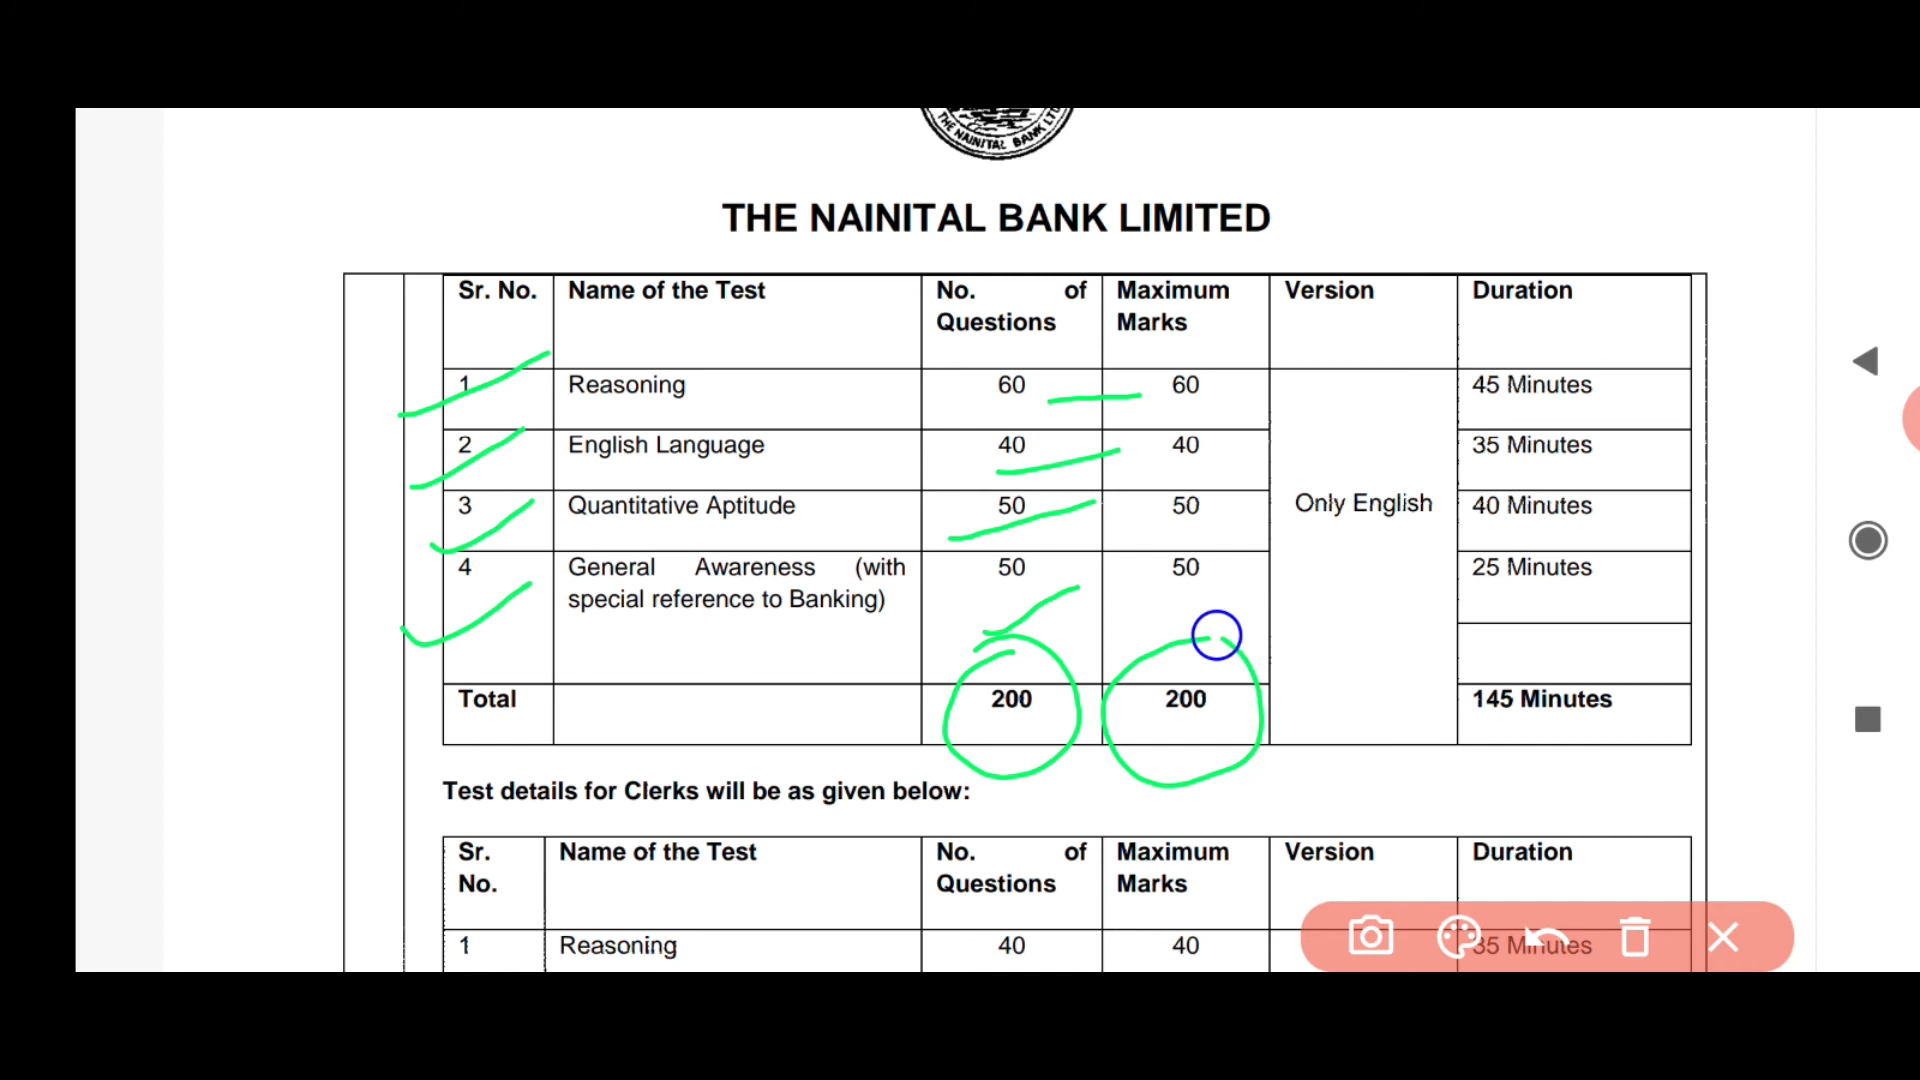 THE NAINITAL BANK LTD
THE NAINITAL BANK LIMITED
Sr. No. Name of the Test No. of Questions Maximum Marks Version Duration
1 Reasoning 60 60 Only English 45 Minutes
2 English Language 40 40 35 Minutes
3 Quantitative Aptitude 50 50 40 Minutes
4 General Awareness (with special reference to Banking) 50 50 25 Minutes
Total 200 200 145 Minutes
Test details for Clerks will be as given below:
Sr. No. Name of the Test No. of Questions Maximum Marks Version Duration
1 Reasoning 40 40 35 Minutes